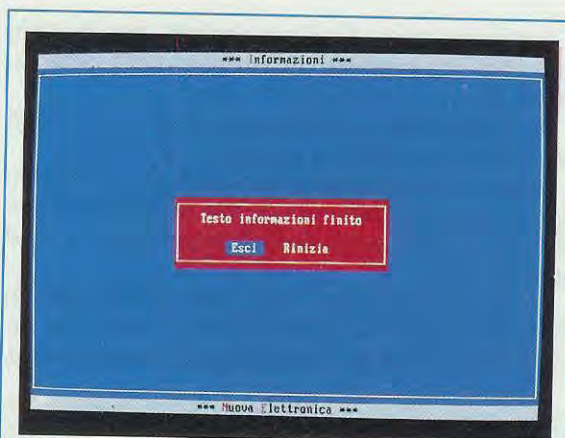 *** Informazioni ***
Testo informazioni finito
Esci Rinizia
*** Nuova Elettronica ***